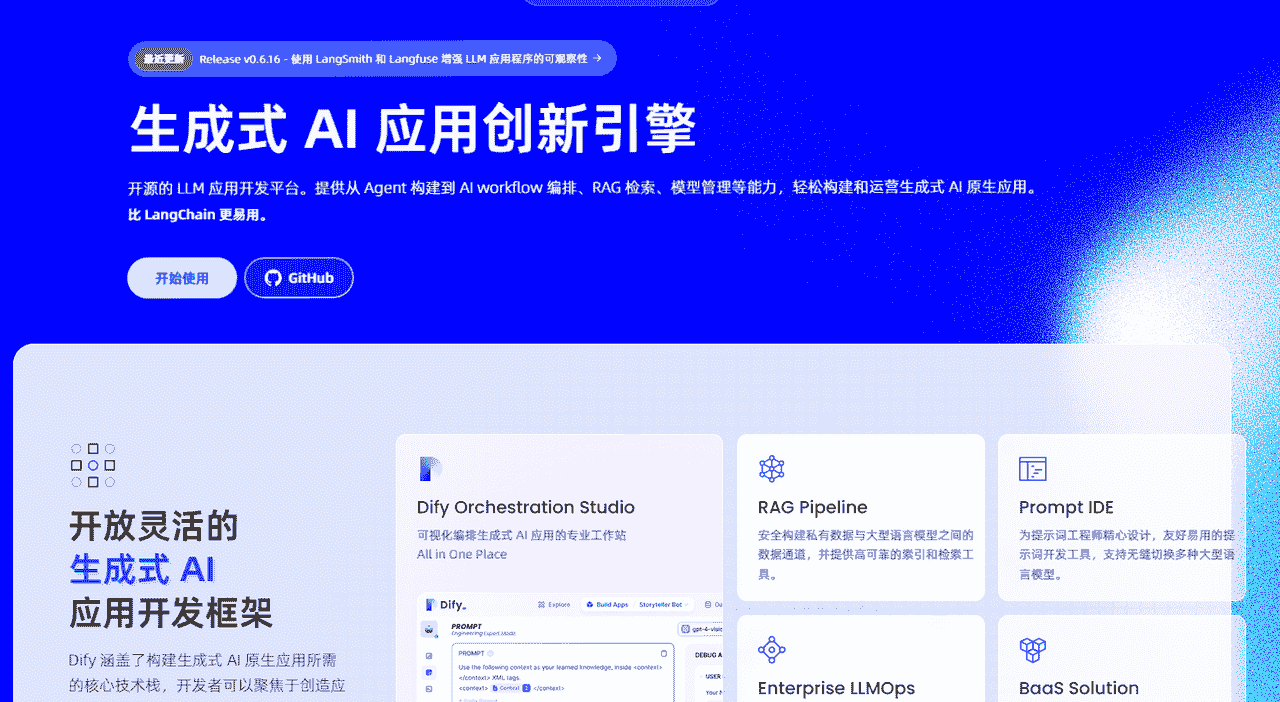 最近更新 Release v0.6.16 - 使用 LangSmith 和 Langfuse 增强 LLM 应用程序的可观察性 →
生成式 AI 应用创新引擎
开源的 LLM 应用开发平台。提供从 Agent 构建到 AI workflow 编排、RAG 检索、模型管理等能力，轻松构建和运营生成式 AI 原生应用。
比 LangChain 更易用。
开始使用 GitHub
开放灵活的
生成式 AI
应用开发框架
Dify 涵盖了构建生成式 AI 原生应用所需
的核心技术栈，开发者可以聚焦于创造应
Dify Orchestration Studio
可视化编排生成式 AI 应用的专业工作站
All in One Place
Dify
Explore Build Apps Storyteller Bot
PROMPT
Engineering Expert Mode
gpt-4-visio
PROMPT
Use the following context as your learned knowledge, inside <context>
</context> XML tags.
<context> Context 2 </context>
DEBUG A
USER
Your N
RAG Pipeline
安全构建私有数据与大型语言模型之间的
数据通道，并提供高可靠的索引和检索工
具。
Prompt IDE
为提示词工程师精心设计，友好易用的提
示词开发工具，支持无缝切换多种大型语
言模型。
Enterprise LLMOps
BaaS Solution